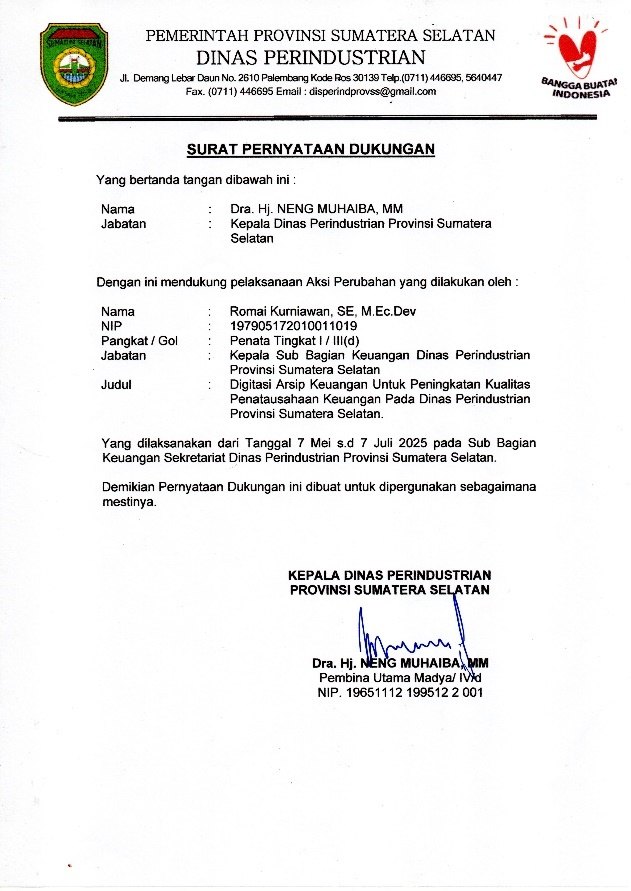 PEMERINTAH PROVINSI SUMATERA SELATAN
DINAS PERINDUSTRIAN
Jl. Demang Lebar Daun No. 2610 Palembang Kode Ros 30139 Telp.(0711) 446695, 5640447
Fax. (0711) 446695 Email : disperindprovss@gmail.com
SUMATERA SELATAN
BANGGA BUATAN
INDONESIA
SURAT PERNYATAAN DUKUNGAN
Yang bertanda tangan dibawah ini :
Nama : Dra. Hj. NENG MUHAIBA, MM
Jabatan : Kepala Dinas Perindustrian Provinsi Sumatera
Selatan
Dengan ini mendukung pelaksanaan Aksi Perubahan yang dilakukan oleh :
Nama : Romai Kurniawan, SE, M.Ec.Dev
NIP : 197905172010011019
Pangkat / Gol : Penata Tingkat I / III(d)
Jabatan : Kepala Sub Bagian Keuangan Dinas Perindustrian
Provinsi Sumatera Selatan
Judul : Digitasi Arsip Keuangan Untuk Peningkatan Kualitas
Penatausahaan Keuangan Pada Dinas Perindustrian
Provinsi Sumatera Selatan.
Yang dilaksanakan dari Tanggal 7 Mei s.d 7 Juli 2025 pada Sub Bagian
Keuangan Sekretariat Dinas Perindustrian Provinsi Sumatera Selatan.
Demikian Pernyataan Dukungan ini dibuat untuk dipergunakan sebagaimana
mestinya.
KEPALA DINAS PERINDUSTRIAN
PROVINSI SUMATERA SELATAN
Dra. Hj. NENG MUHAIBA, MM
Pembina Utama Madya/ IV/d
NIP. 19651112 199512 2 001